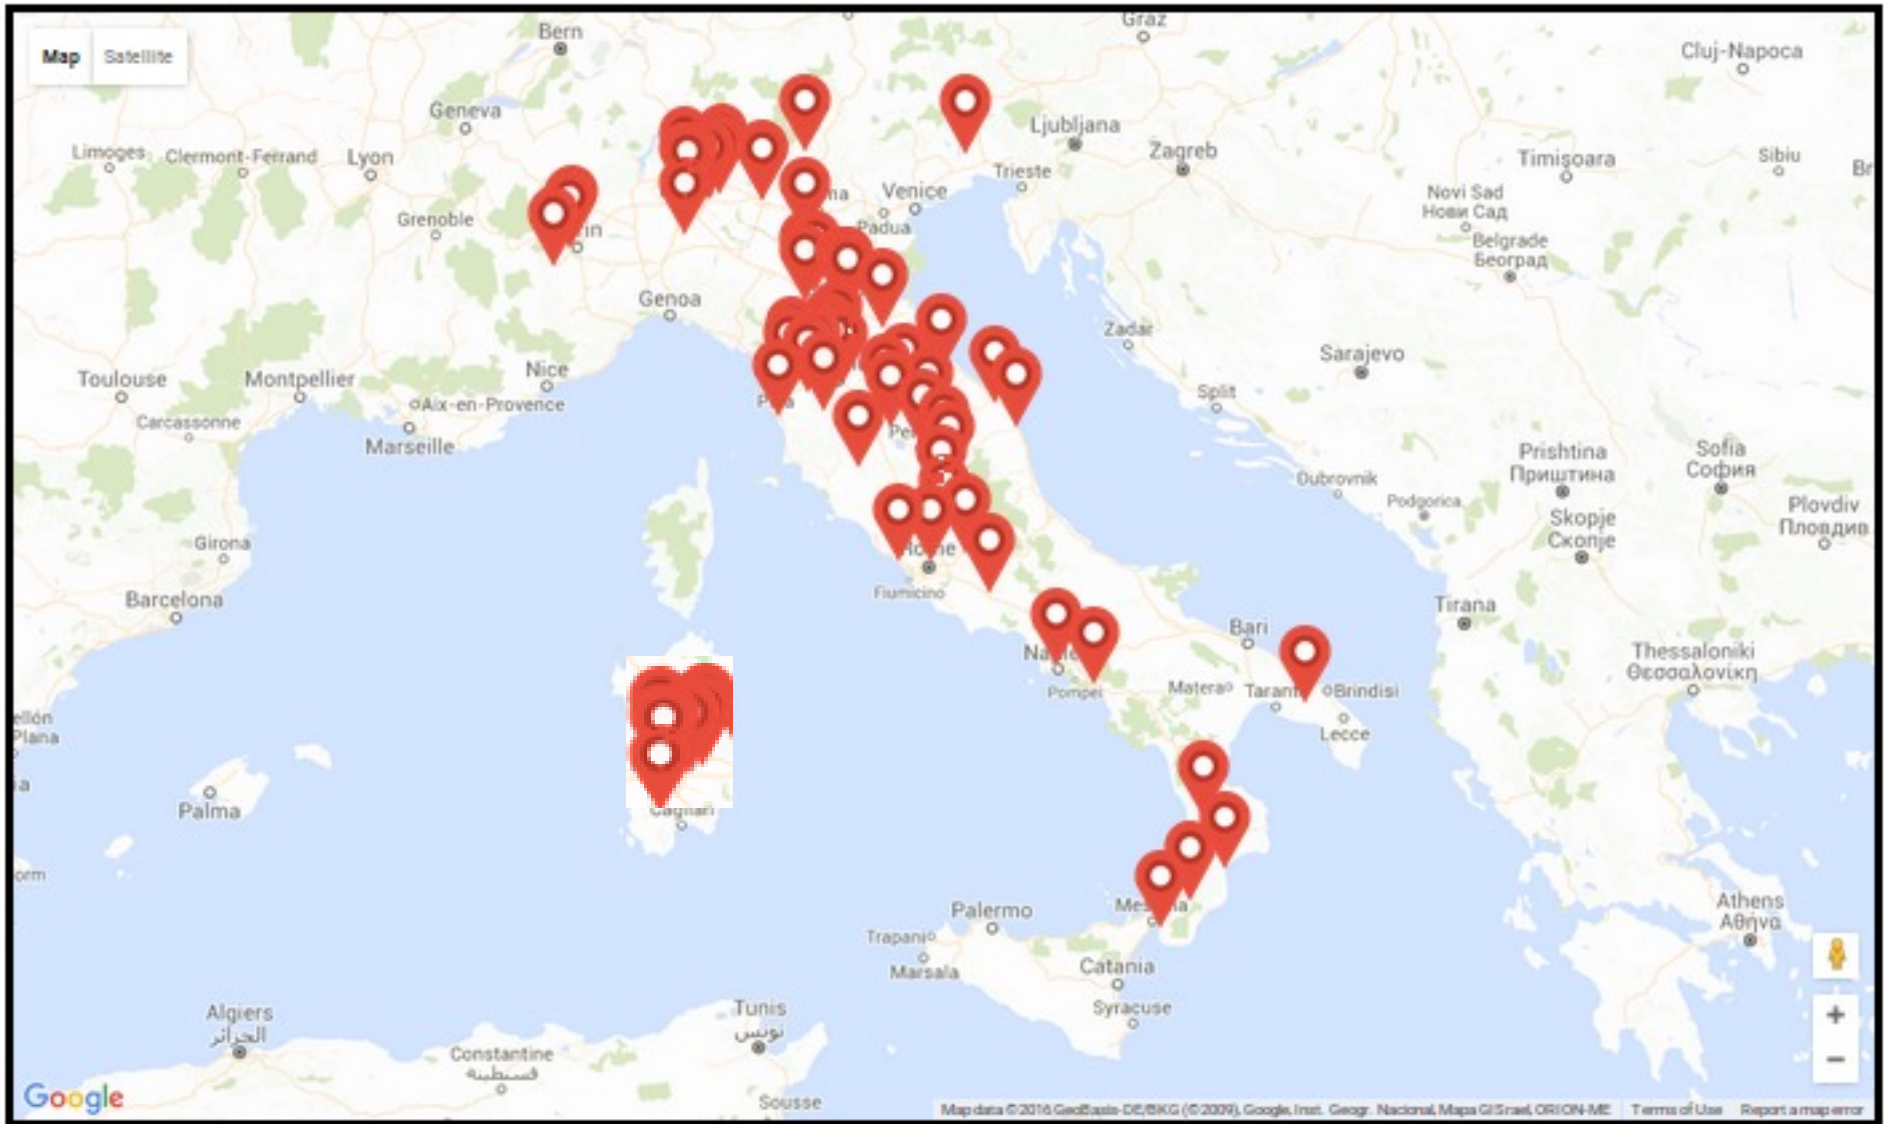 Map Satellite
Bern
Graz
Cluj-Napoca
Geneva
Limoges Clermont-Ferrand Lyon
Ljubljana
Zagreb
Timișoara
Sibiu
Trieste
Venice
Padua
Novi Sad
Нови Сад
Grenoble
Belgrade
Београд
Genoa
Zadar
Sarajevo
Toulouse
Montpellier
Nice
Aix-en-Provence
Carcassonne
Marseille
Split
Prishtina
Приштина
Sofia
София
Dubrovnik
Podgorica
Plovdiv
Пловдив
Skopje
Скопје
Girona
Barcelona
Fiumicino
Tirana
Bari
Thessaloniki
Θεσσαλονίκη
Pompei
Matera
Brindisi
Lecce
Palma
Cagliari
Palermo
Trapani
Marsala
Catania
Syracuse
Athens
Αθήνα
Algiers
الجزائر
Tunis
تونس
Constantine
قسنطينة
Sousse
Google
Map data ©2016 GeoBasis-DE/BKG (©2009), Google, Inst. Geogr. Nacional, Mapa GISrael, ORION-ME Terms of Use Report a map error